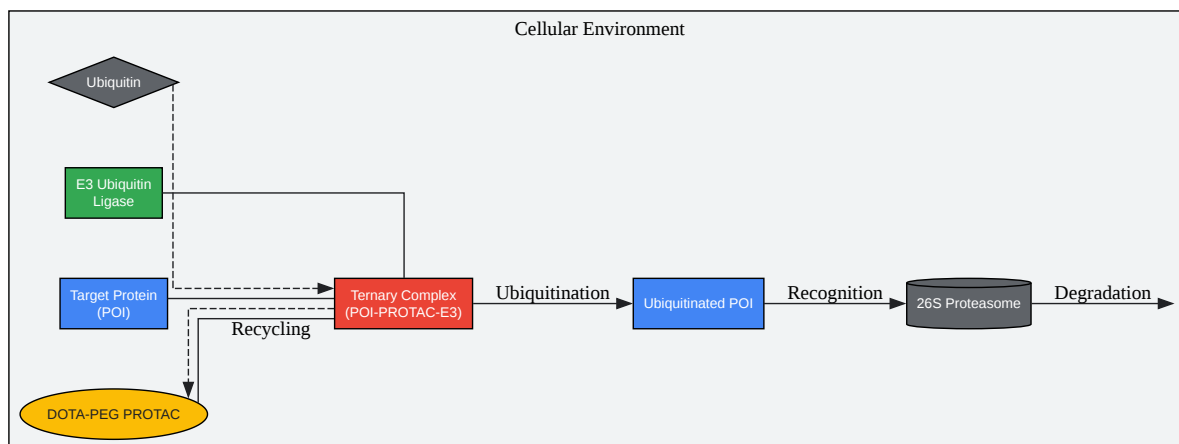 Cellular Environment
Ubiquitin
E3 Ubiquitin
Ligase
Target Protein
(POI)
Ternary Complex
(POI-PROTAC-E3)
Ubiquitination
Ubiquitinated POI
Recognition
26S Proteasome
Degradation
Recycling
DOTA-PEG PROTAC